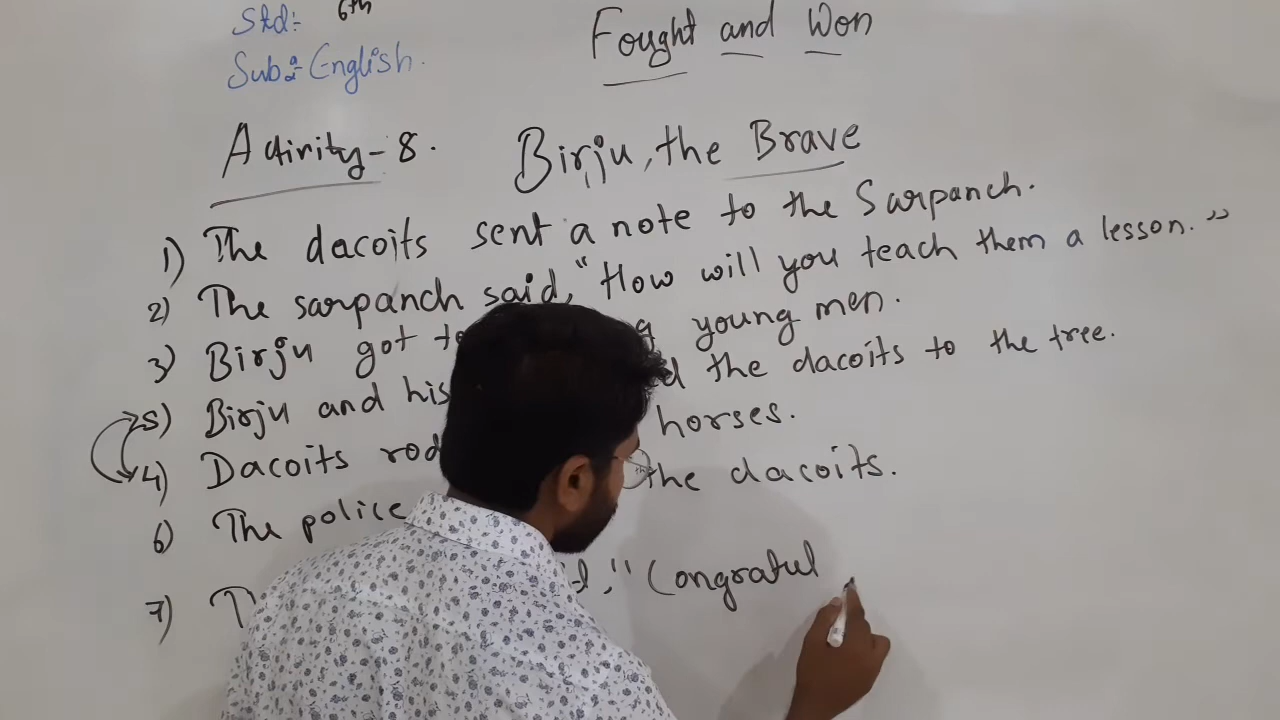 Std:- 6th
Fought and Won
Sub:- English.
Activity-8. Birju, the Brave
1) The dacoits sent a note to the Sarpanch.
2) The sarpanch said, "How will you teach them a lesson."
3) Birju got young men.
5) Birju and his the dacoits to the tree.
4) Dacoits horses.
6) The police the dacoits.
7) "Congratul